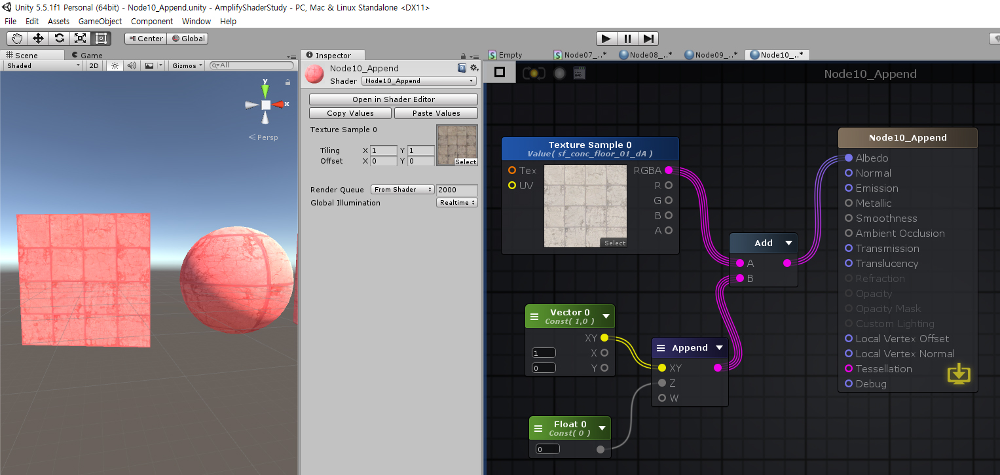 Unity 5.5.1f1 Personal (64bit) - Node10_Append.unity - AmplifyShaderStudy - PC, Mac & Linux Standalone <DX11>
File Edit Assets GameObject Component Window Help
Center Global
Scene Game
Shaded 2D Gizmos All
y
x
Persp
Inspector
Node10_Append
Shader Node10_Append
Open in Shader Editor
Copy Values Paste Values
Texture Sample 0
Tiling X 1 Y 1
Offset X 0 Y 0
Select
Render Queue From Shader 2000
Global Illumination Realtime
Empty Node07_..* Node08_..* Node09_..* Node10_..*
Node10_Append
Texture Sample 0
Value( sf_conc_floor_01_dA )
Tex RGBA
UV R
G
B
A
Select
Add
A
B
Vector 0
Const( 1,0 )
XY
1 X
0 Y
Append
XY
Z
W
Float 0
Const( 0 )
0
Node10_Append
Albedo
Normal
Emission
Metallic
Smoothness
Ambient Occlusion
Transmission
Translucency
Refraction
Opacity
Opacity Mask
Custom Lighting
Local Vertex Offset
Local Vertex Normal
Tessellation
Debug